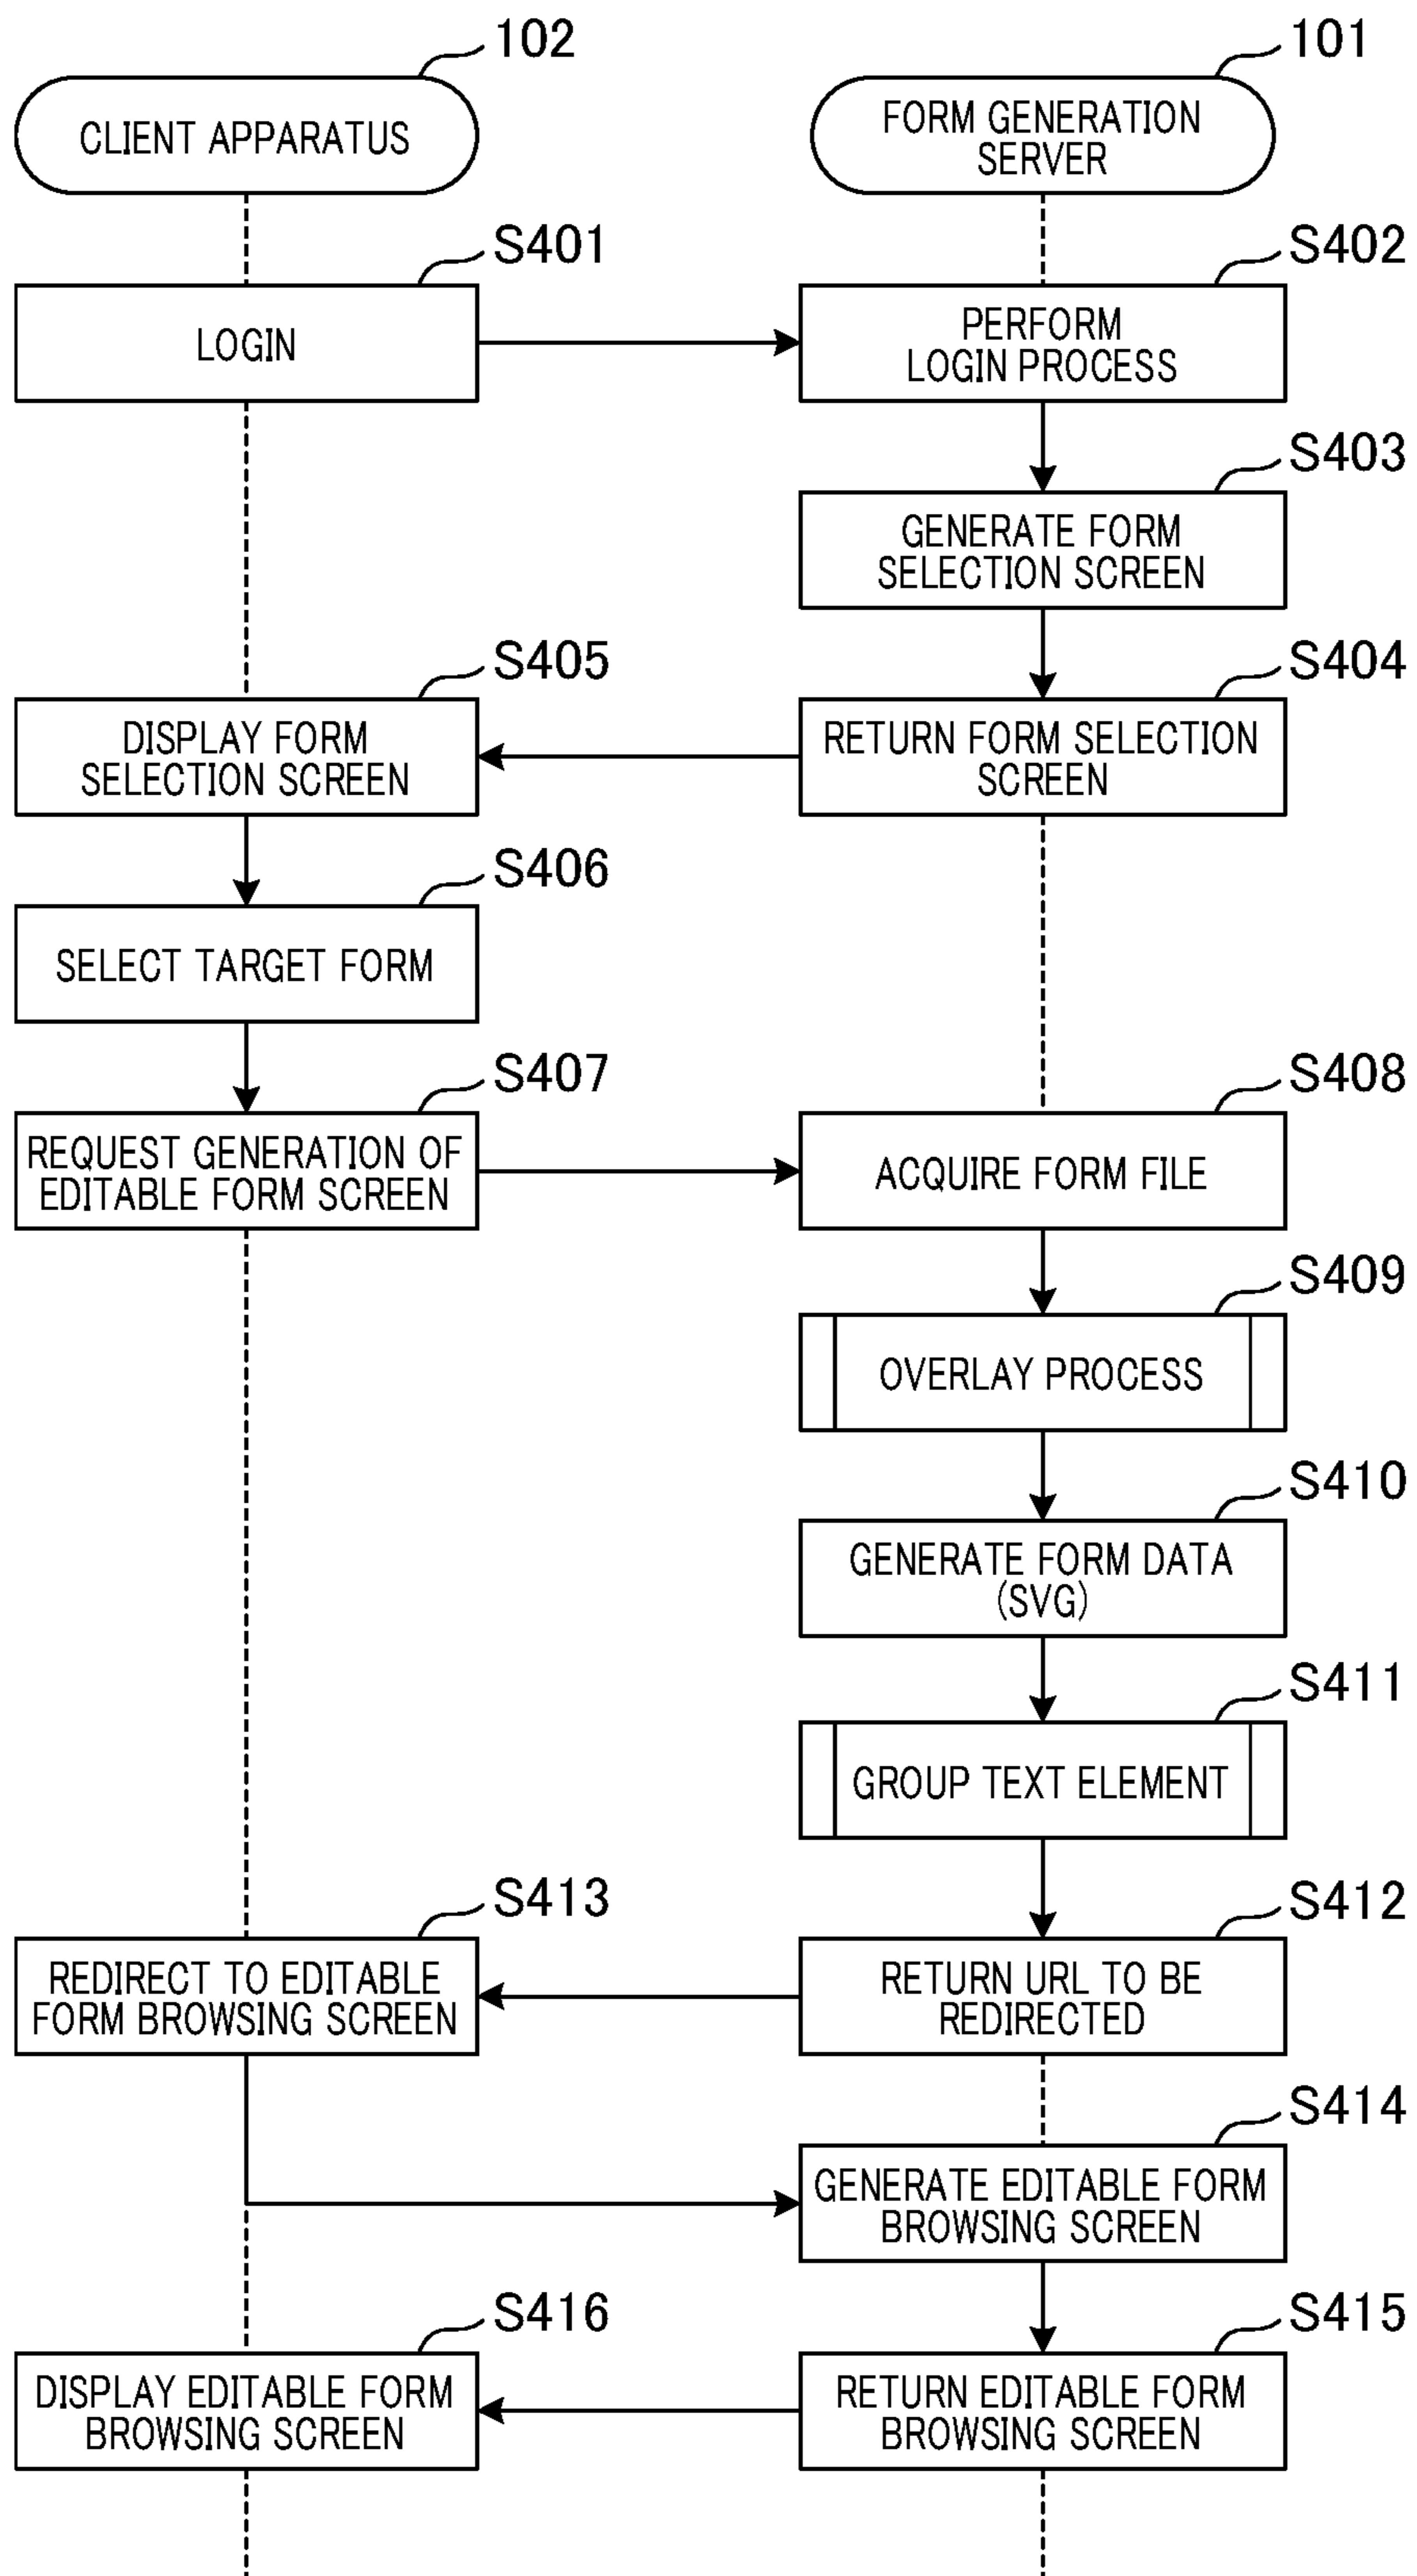 102
101
CLIENT APPARATUS
FORM GENERATION
SERVER
S401
S402
LOGIN
PERFORM
LOGIN PROCESS
S403
GENERATE FORM
SELECTION SCREEN
S405
S404
DISPLAY FORM
SELECTION SCREEN
RETURN FORM SELECTION
SCREEN
S406
SELECT TARGET FORM
S407
S408
REQUEST GENERATION OF
EDITABLE FORM SCREEN
ACQUIRE FORM FILE
S409
OVERLAY PROCESS
S410
GENERATE FORM DATA
(SVG)
S411
GROUP TEXT ELEMENT
S413
S412
REDIRECT TO EDITABLE
FORM BROWSING SCREEN
RETURN URL TO BE
REDIRECTED
S414
GENERATE EDITABLE FORM
BROWSING SCREEN
S416
S415
DISPLAY EDITABLE FORM
BROWSING SCREEN
RETURN EDITABLE FORM
BROWSING SCREEN